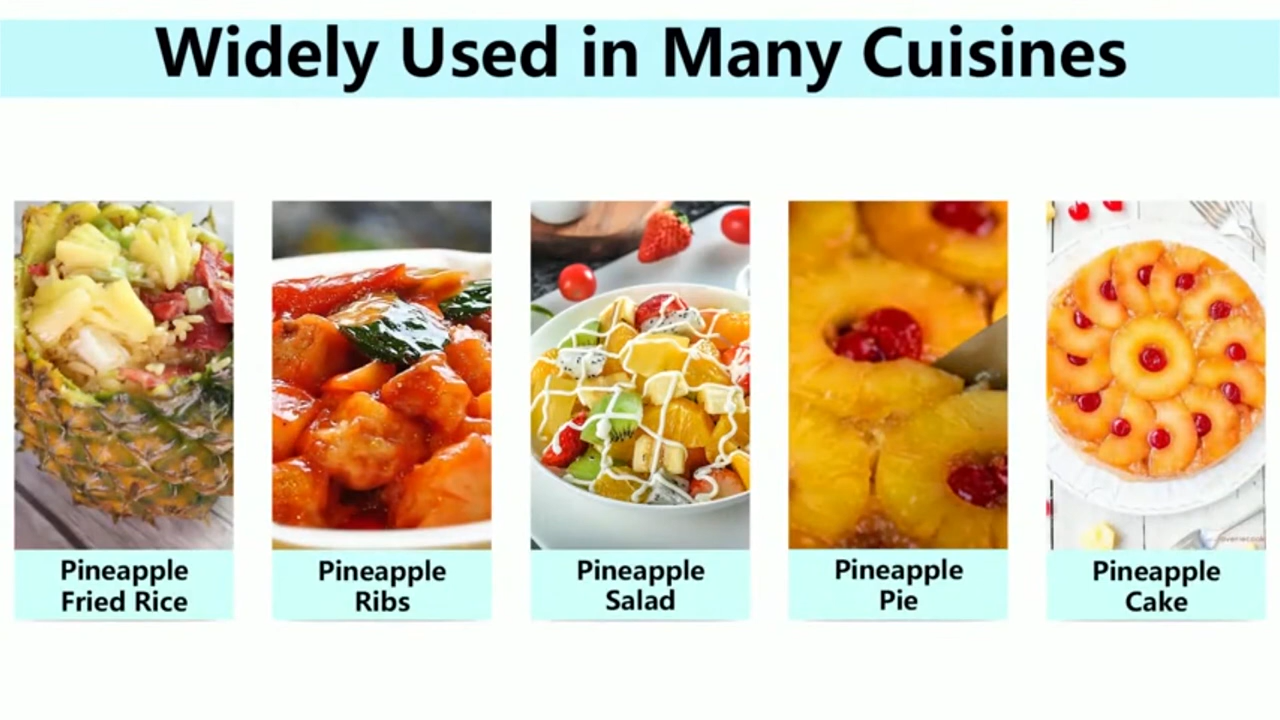 Widely Used in Many Cuisines
Pineapple
Fried Rice
Pineapple
Ribs
Pineapple
Salad
Pineapple
Pie
Pineapple
Cake